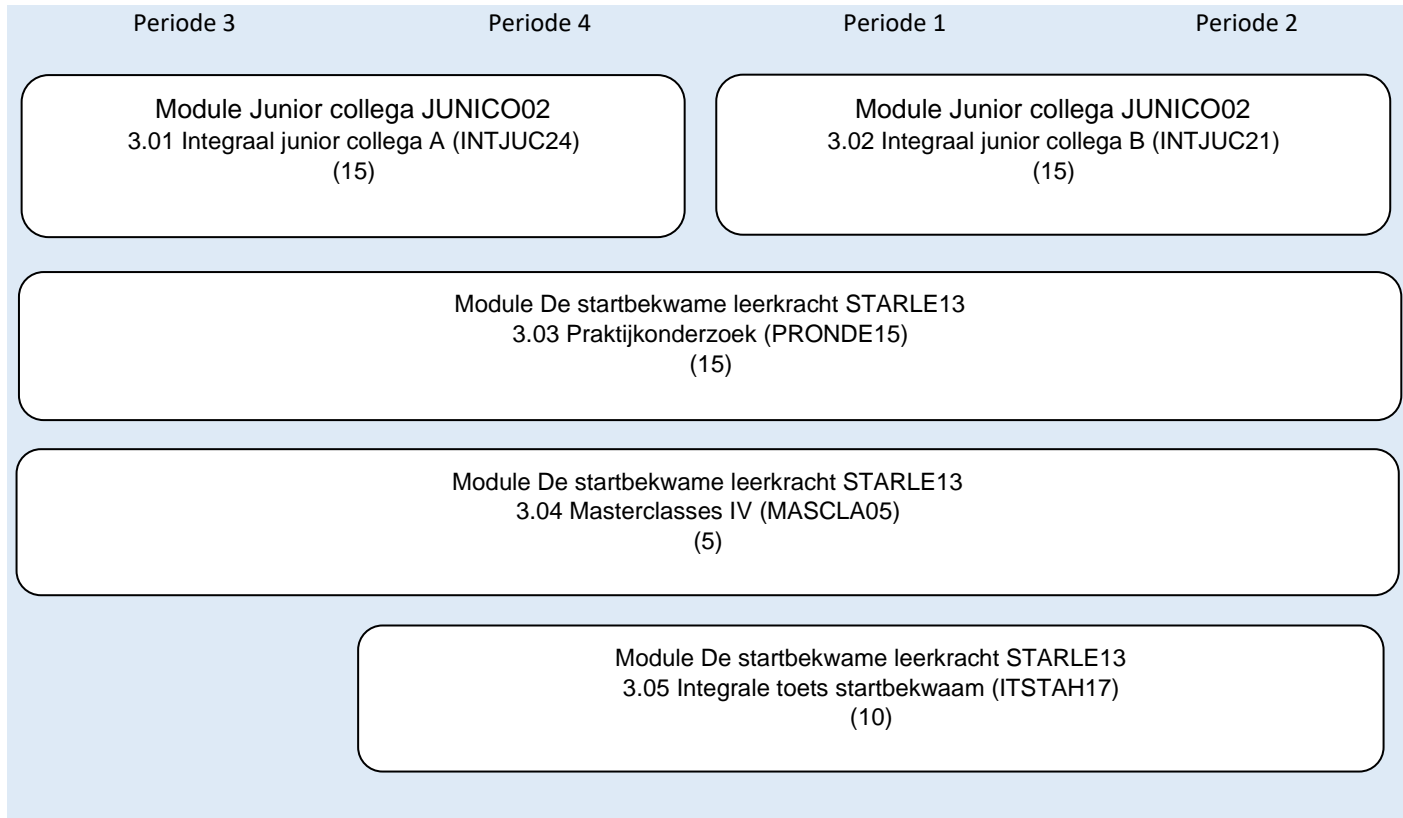 Periode 3 Periode 4 Periode 1 Periode 2
Module Junior collega JUNICO02
3.01 Integraal junior collega A (INTJUC24)
(15)
Module Junior collega JUNICO02
3.02 Integraal junior collega B (INTJUC21)
(15)
Module De startbekwame leerkracht STARLE13
3.03 Praktijkonderzoek (PRONDE15)
(15)
Module De startbekwame leerkracht STARLE13
3.04 Masterclasses IV (MASCLA05)
(5)
Module De startbekwame leerkracht STARLE13
3.05 Integrale toets startbekwaam (ITSTAH17)
(10)